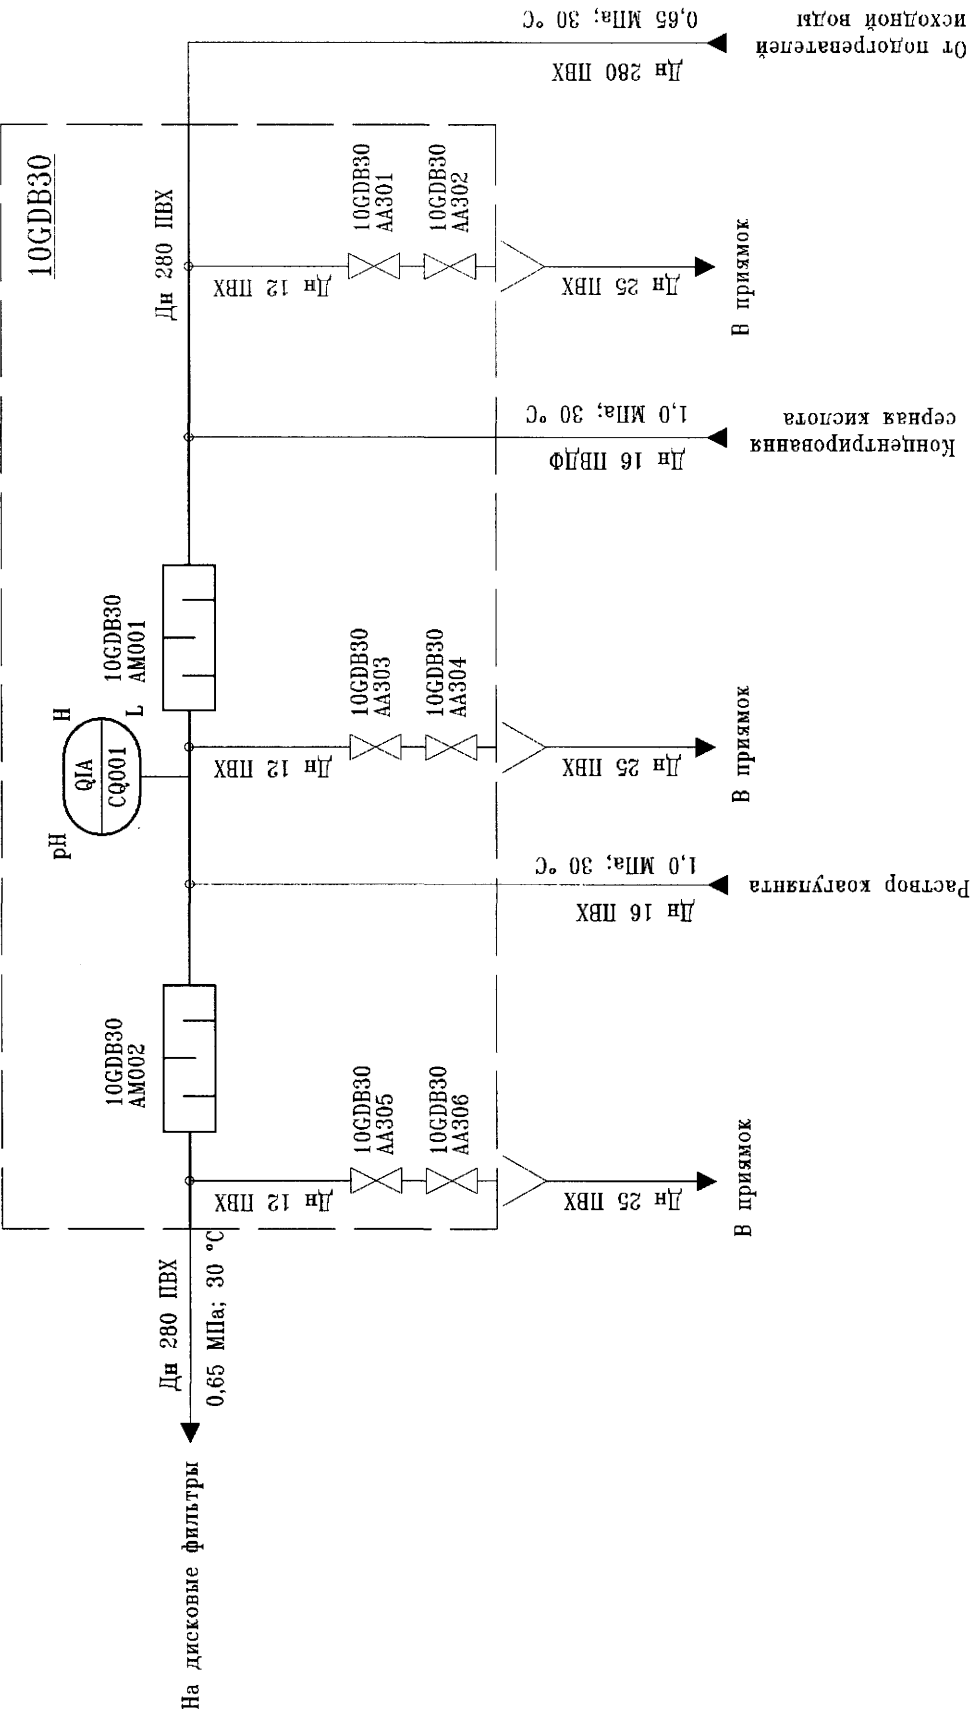 10GDB30
От подогревателей
исходной воды
0,65 МПа; 30 °С
Дн 280 ПВХ
Дн 280 ПВХ
10GDB30
AA301
10GDB30
AA302
Дн 12 ПВХ
Дн 25 ПВХ
В приямок
1,0 МПа; 30 °С
Дн 16 ПВДФ
Концентрирования
серная кислота
10GDB30
AM001
H
L
QIA
CQ001
pH
10GDB30
AA303
10GDB30
AA304
Дн 12 ПВХ
Дн 25 ПВХ
В приямок
1,0 МПа; 30 °С
Дн 16 ПВХ
Раствор коагулянта
10GDB30
AM002
10GDB30
AA305
10GDB30
AA306
Дн 12 ПВХ
Дн 25 ПВХ
В приямок
Дн 280 ПВХ
0,65 МПа; 30 °С
На дисковые фильтры